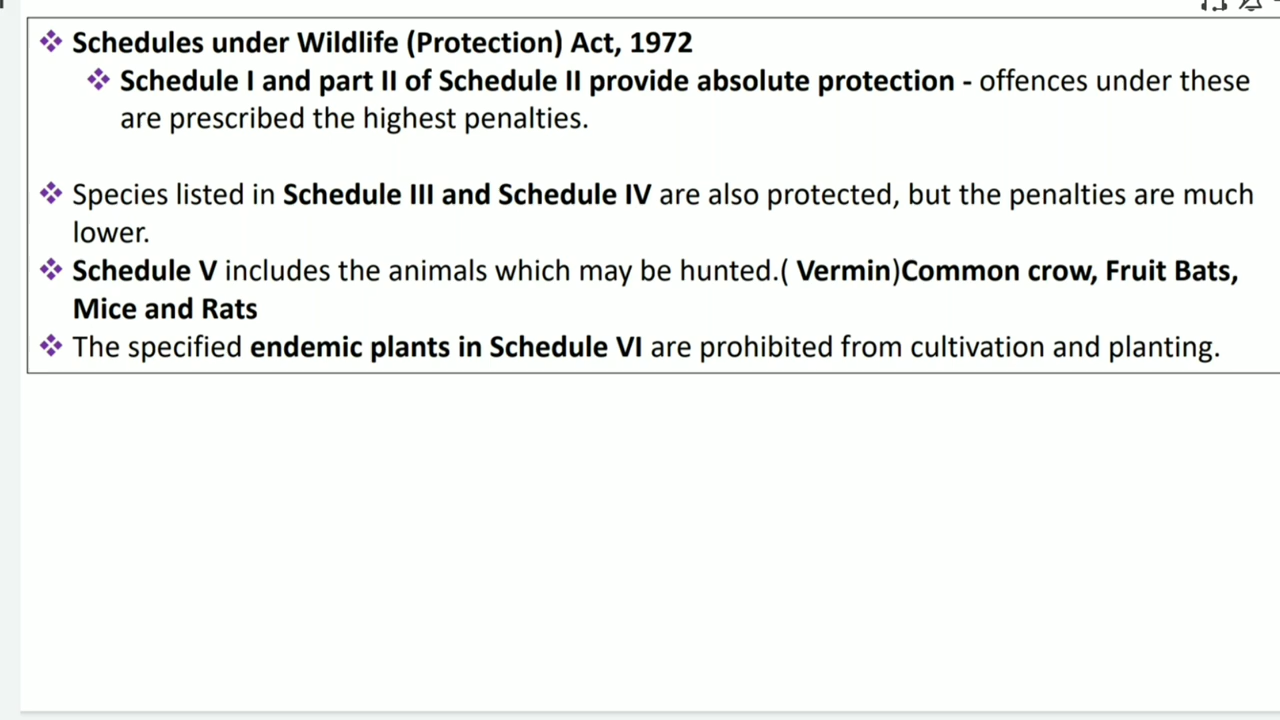 Schedules under Wildlife (Protection) Act, 1972
Schedule I and part II of Schedule II provide absolute protection - offences under these
are prescribed the highest penalties.
Species listed in Schedule III and Schedule IV are also protected, but the penalties are much
lower.
Schedule V includes the animals which may be hunted.( Vermin)Common crow, Fruit Bats,
Mice and Rats
The specified endemic plants in Schedule VI are prohibited from cultivation and planting.